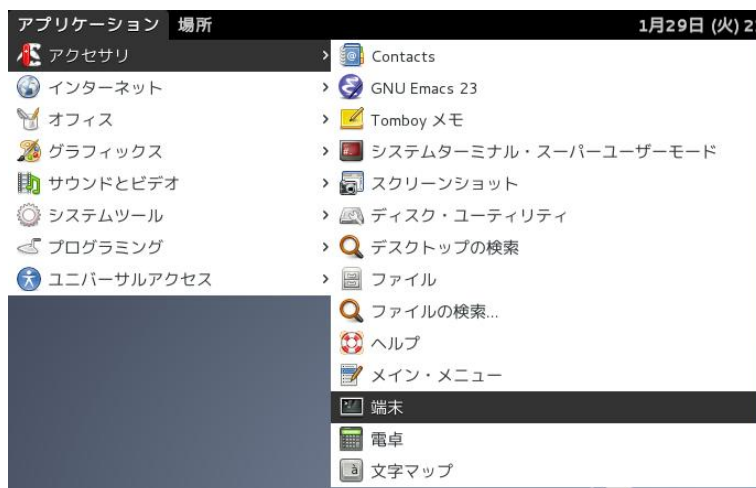 アプリケーション 場所 1月29日 (火) 2
アクセサリ
インターネット
オフィス
グラフィックス
サウンドとビデオ
システムツール
プログラミング
ユニバーサルアクセス
Contacts
GNU Emacs 23
Tomboy メモ
システムターミナル・スーパーユーザーモード
スクリーンショット
ディスク・ユーティリティ
デスクトップの検索
ファイル
ファイルの検索...
ヘルプ
メイン・メニュー
端末
電卓
文字マップ